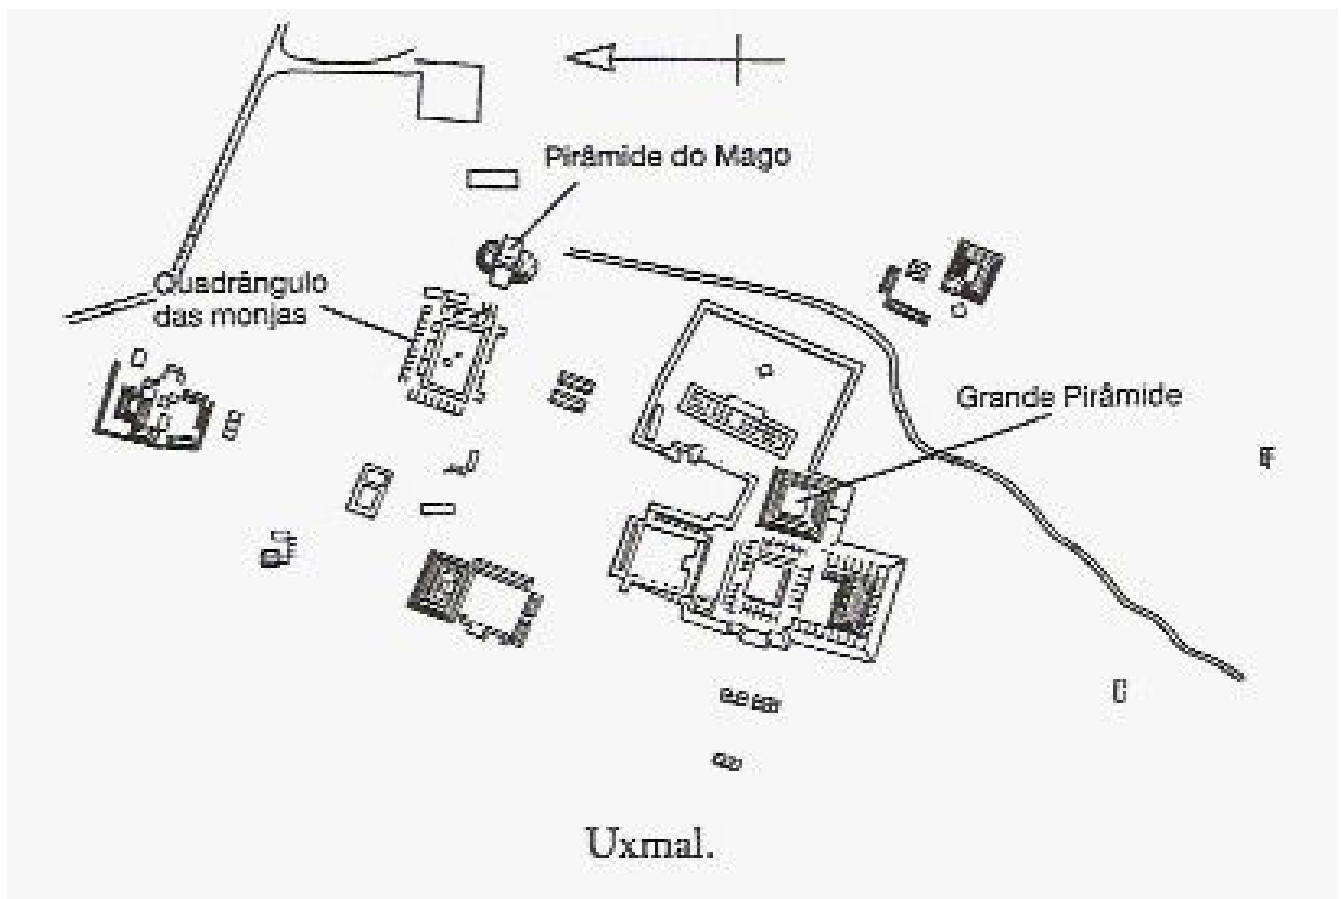 Pirâmide do Mago
Quadrângulo
das monjas
Grande Pirâmide
Uxmal.